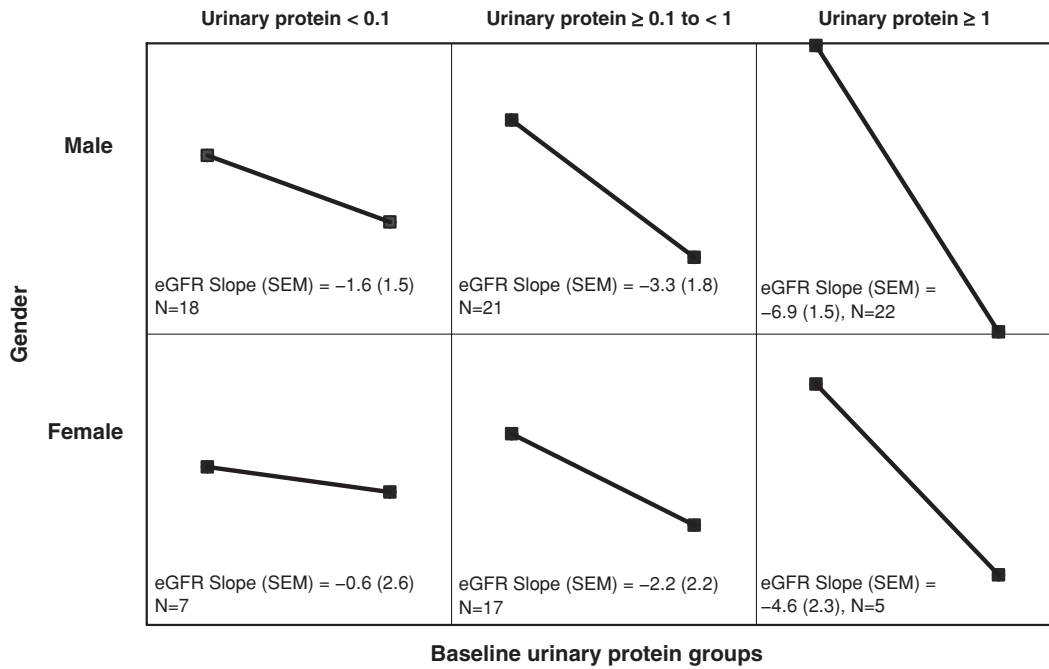 Urinary protein < 0.1
Urinary protein ≥ 0.1 to < 1
Urinary protein ≥ 1
Gender
Male
eGFR Slope (SEM) = −1.6 (1.5)
N=18
eGFR Slope (SEM) = −3.3 (1.8)
N=21
eGFR Slope (SEM) =
−6.9 (1.5), N=22
Female
eGFR Slope (SEM) = −0.6 (2.6)
N=7
eGFR Slope (SEM) = −2.2 (2.2)
N=17
eGFR Slope (SEM) =
−4.6 (2.3), N=5
Baseline urinary protein groups